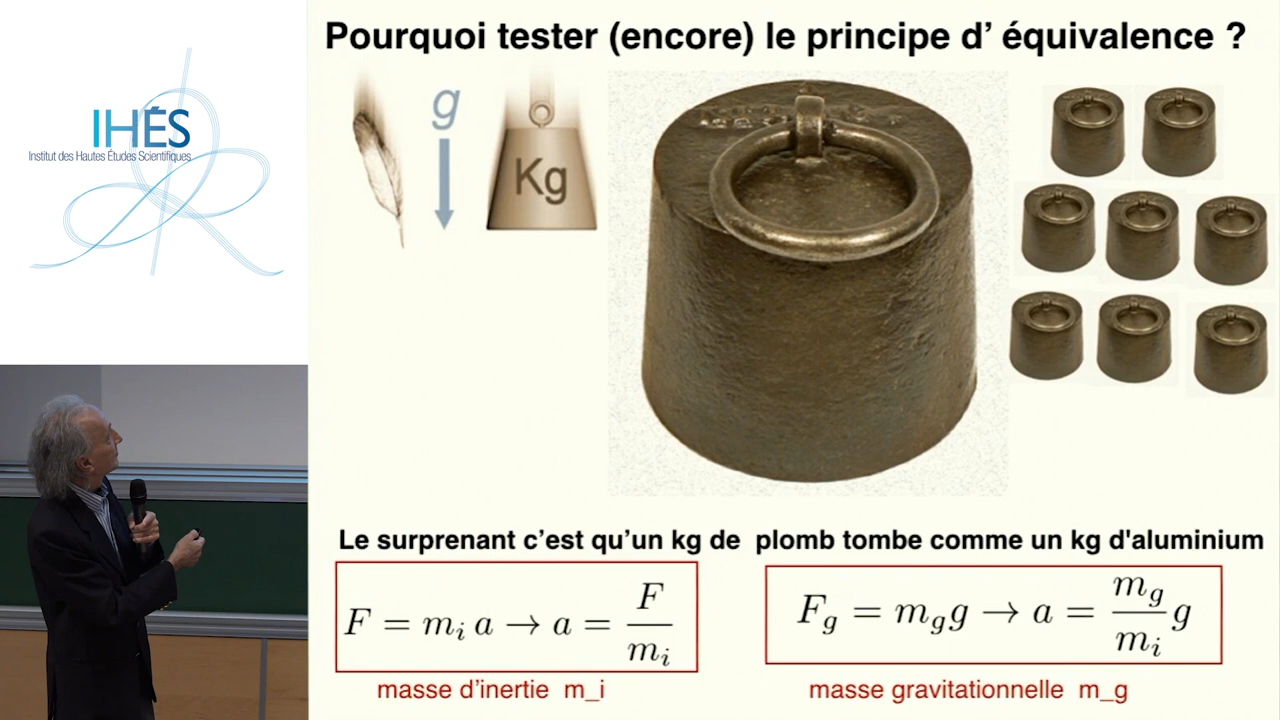 Pourquoi tester (encore) le principe d’ équivalence ?
IHÉS
Institut des Hautes Études Scientifiques
g
Kg
Le surprenant c’est qu’un kg de  plomb tombe comme un kg d'aluminium
F = m_i a → a = F/m_i
F_g = m_g g → a = m_g/m_i g
masse d’inertie  m_i
masse gravitationnelle  m_g